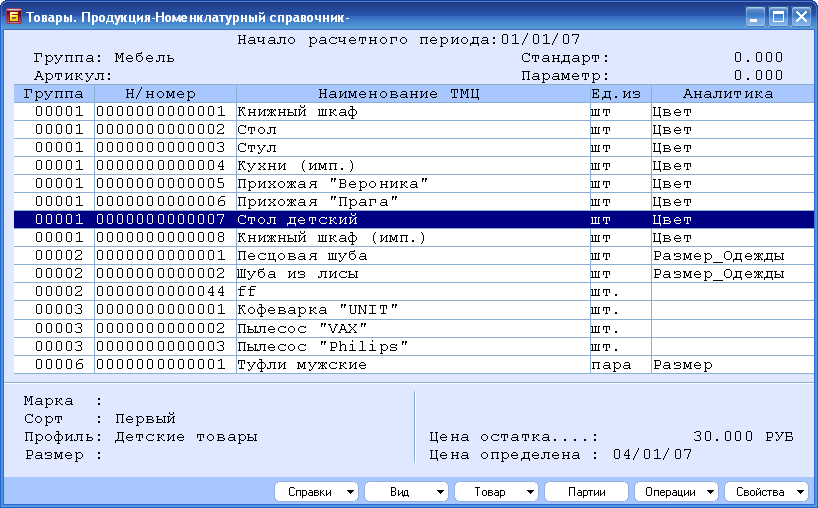 Товары. Продукция-Номенклатурный справочник-
Начало расчетного периода:01/01/07
Группа: Мебель Стандарт: 0.000
Артикул: Параметр: 0.000
Группа Н/номер Наименование ТМЦ Ед.из Аналитика
00001 0000000000001 Книжный шкаф шт Цвет
00001 0000000000002 Стол шт Цвет
00001 0000000000003 Стул шт Цвет
00001 0000000000004 Кухни (имп.) шт Цвет
00001 0000000000005 Прихожая "Вероника" шт Цвет
00001 0000000000006 Прихожая "Прага" шт Цвет
00001 0000000000007 Стол детский шт Цвет
00001 0000000000008 Книжный шкаф (имп.) шт Цвет
00002 0000000000001 Песцовая шуба шт Размер_Одежды
00002 0000000000002 Шуба из лисы шт Размер_Одежды
00002 0000000000044 ff шт.
00003 0000000000001 Кофеварка "UNIT" шт.
00003 0000000000002 Пылесос "VAX" шт.
00003 0000000000003 Пылесос "Philips" шт.
00006 0000000000001 Туфли мужские пара Размер
Марка :
Сорт : Первый
Профиль: Детские товары Цена остатка....: 30.000 РУБ
Размер : Цена определена : 04/01/07
Справки Вид Товар Партии Операции Свойства